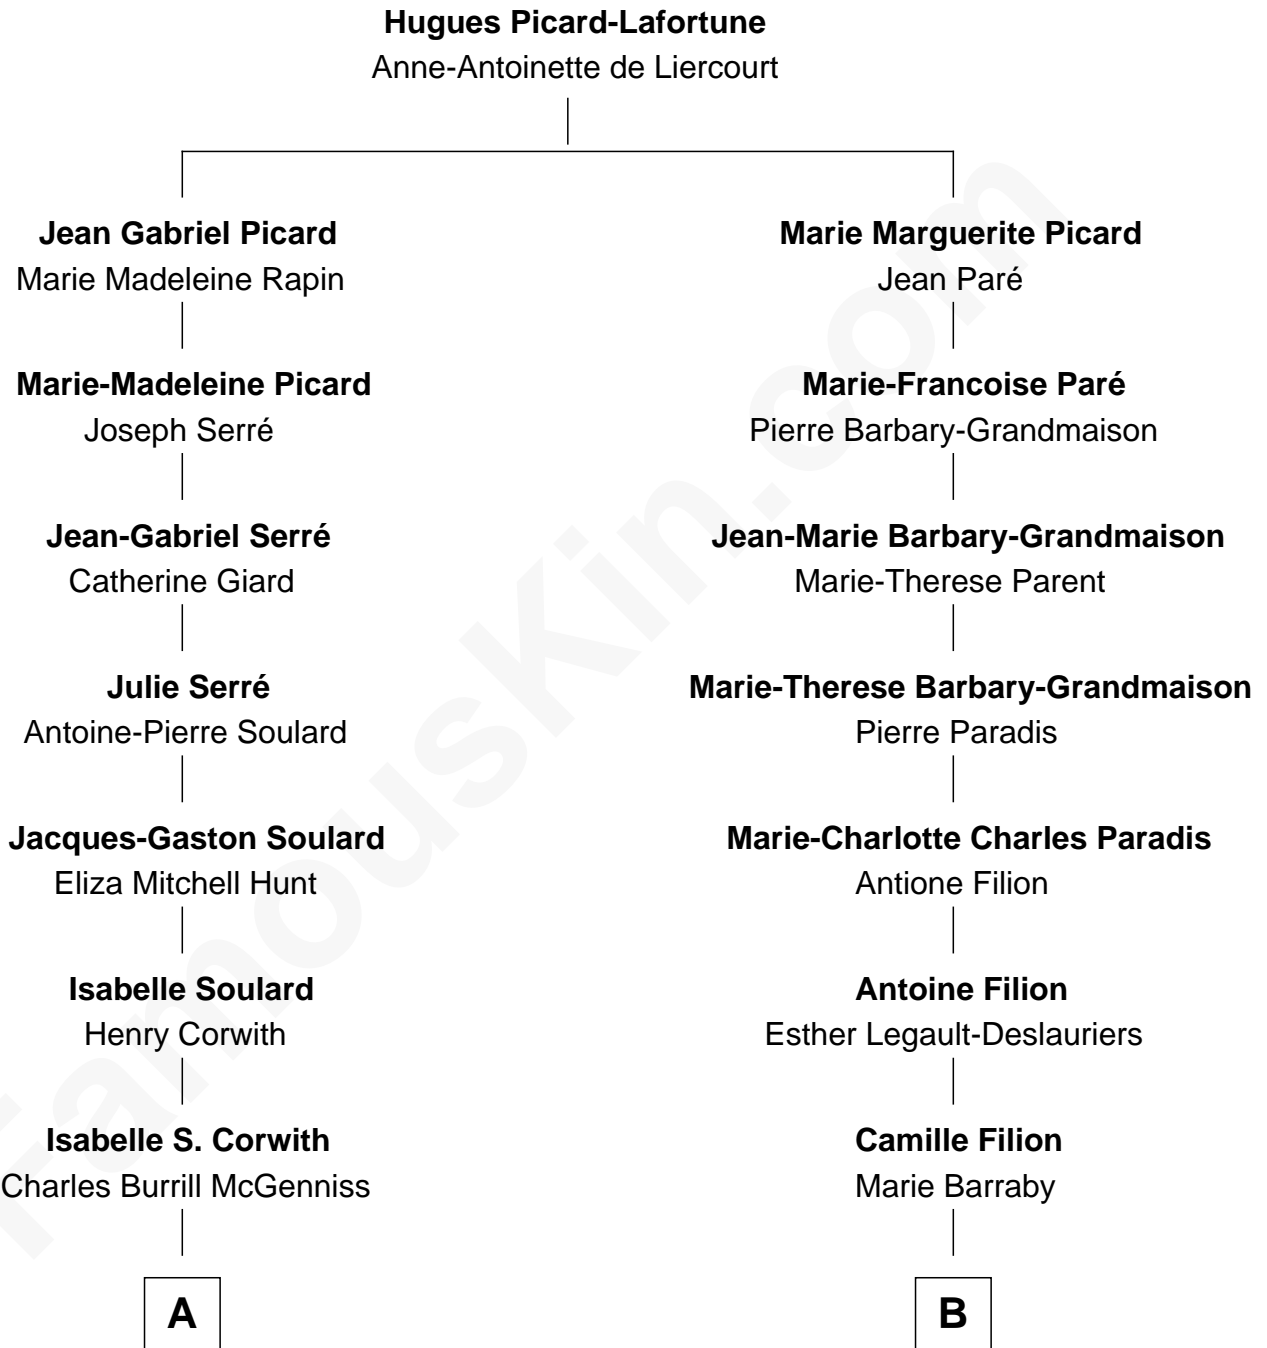 Hugues Picard-Lafortune
Anne-Antoinette de Liercourt
Jean Gabriel Picard
Marie Madeleine Rapin
Marie Marguerite Picard
Jean Paré
Marie-Madeleine Picard
Joseph Serré
Marie-Francoise Paré
Pierre Barbary-Grandmaison
Jean-Gabriel Serré
Catherine Giard
Jean-Marie Barbary-Grandmaison
Marie-Therese Parent
Julie Serré
Antoine-Pierre Soulard
Marie-Therese Barbary-Grandmaison
Pierre Paradis
Jacques-Gaston Soulard
Eliza Mitchell Hunt
Marie-Charlotte Charles Paradis
Antione Filion
Isabelle Soulard
Henry Corwith
Antoine Filion
Esther Legault-Deslauriers
Isabelle S. Corwith
Charles Burrill McGenniss
Camille Filion
Marie Barraby
A
B
FamousKin.com